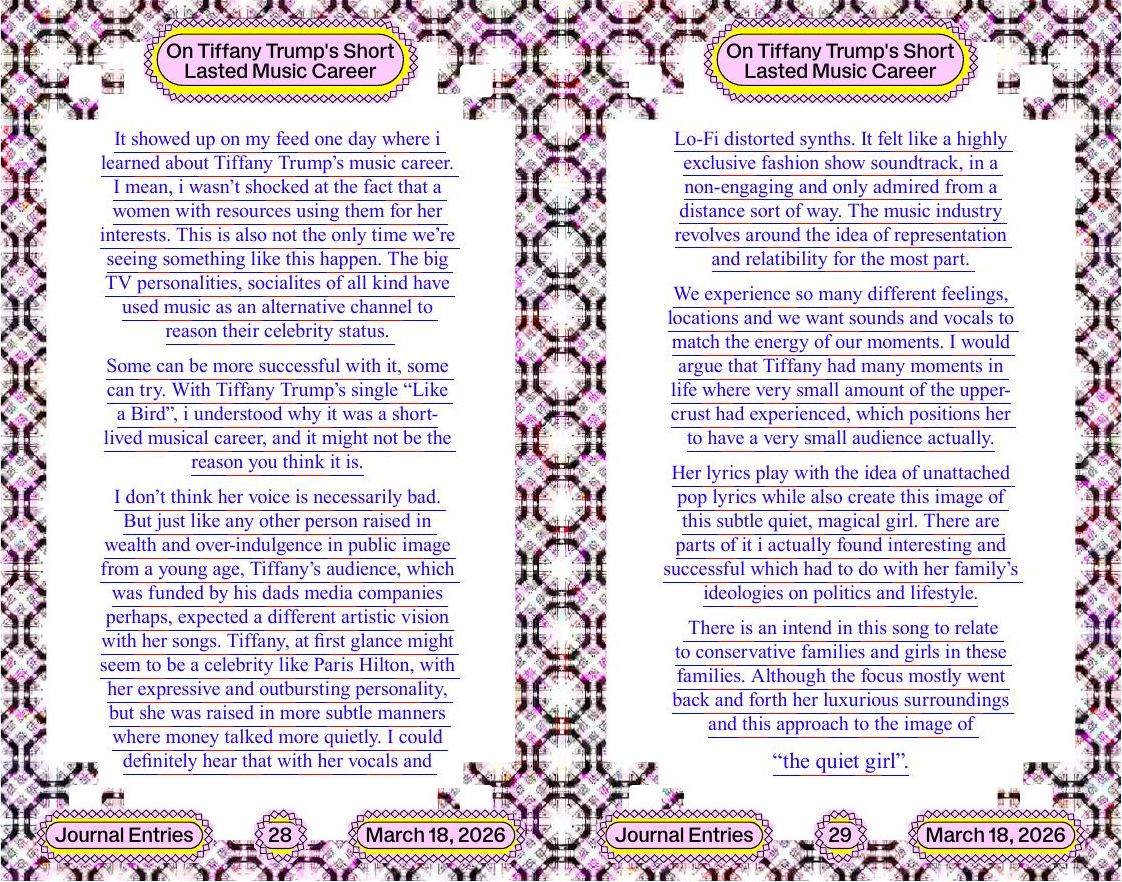 On Tiffany Trump's Short
Lasted Music Career
It showed up on my feed one day where i
learned about Tiffany Trump’s music career.
I mean, i wasn’t shocked at the fact that a
women with resources using them for her
interests. This is also not the only time we’re
seeing something like this happen. The big
TV personalities, socialites of all kind have
used music as an alternative channel to
reason their celebrity status.
Some can be more successful with it, some
can try. With Tiffany Trump’s single “Like
a Bird”, i understood why it was a short-
lived musical career, and it might not be the
reason you think it is.
I don’t think her voice is necessarily bad.
But just like any other person raised in
wealth and over-indulgence in public image
from a young age, Tiffany’s audience, which
was funded by his dads media companies
perhaps, expected a different artistic vision
with her songs. Tiffany, at first glance might
seem to be a celebrity like Paris Hilton, with
her expressive and outbursting personality,
but she was raised in more subtle manners
where money talked more quietly. I could
definitely hear that with her vocals and
Journal Entries
28
March 18, 2026
On Tiffany Trump's Short
Lasted Music Career
Lo-Fi distorted synths. It felt like a highly
exclusive fashion show soundtrack, in a
non-engaging and only admired from a
distance sort of way. The music industry
revolves around the idea of representation
and relatibility for the most part.
We experience so many different feelings,
locations and we want sounds and vocals to
match the energy of our moments. I would
argue that Tiffany had many moments in
life where very small amount of the upper-
crust had experienced, which positions her
to have a very small audience actually.
Her lyrics play with the idea of unattached
pop lyrics while also create this image of
this subtle quiet, magical girl. There are
parts of it i actually found interesting and
successful which had to do with her family’s
ideologies on politics and lifestyle.
There is an intend in this song to relate
to conservative families and girls in these
families. Although the focus mostly went
back and forth her luxurious surroundings
and this approach to the image of
“the quiet girl”.
Journal Entries
29
March 18, 2026